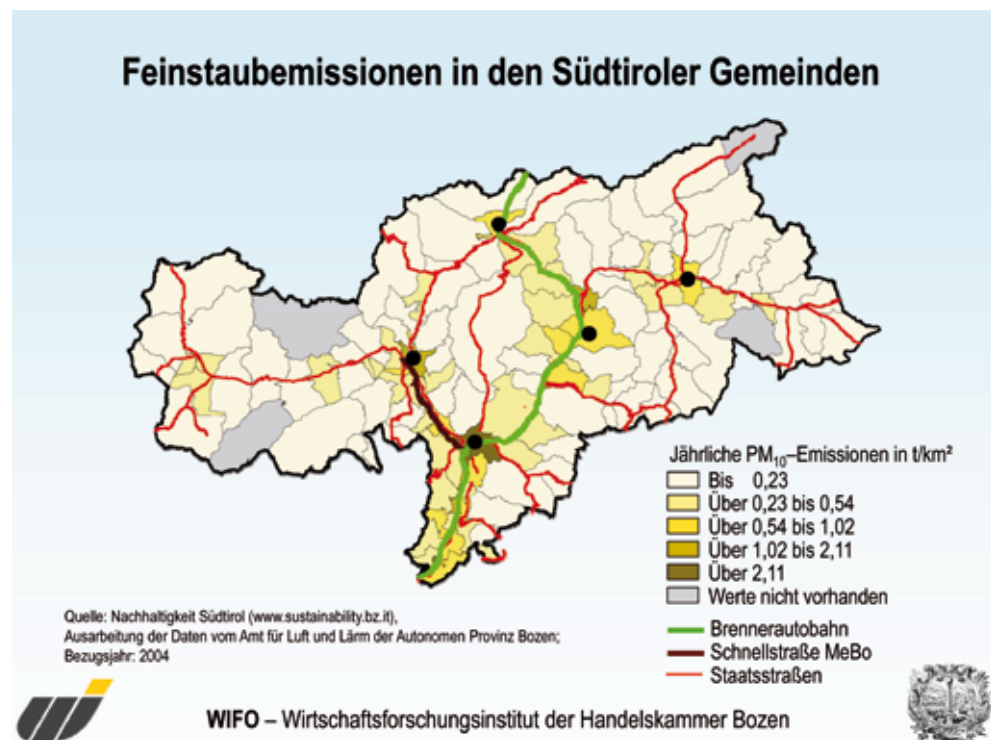 Feinstaubemissionen in den Südtiroler Gemeinden
Jährliche PM₁₀–Emissionen in t/km²
Bis 0,23
Über 0,23 bis 0,54
Über 0,54 bis 1,02
Über 1,02 bis 2,11
Über 2,11
Werte nicht vorhanden
Brennerautobahn
Schnellstraße MeBo
Staatsstraßen
Quelle: Nachhaltigkeit Südtirol (www.sustainability.bz.it),
Ausarbeitung der Daten vom Amt für Luft und Lärm der Autonomen Provinz Bozen;
Bezugsjahr: 2004
WIFO – Wirtschaftsforschungsinstitut der Handelskammer Bozen